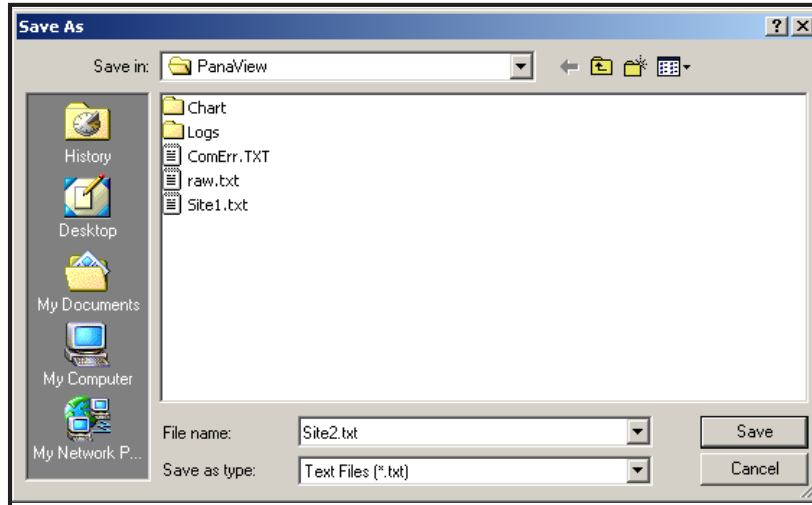 Save As
Save in: PanaView
History
Desktop
My Documents
My Computer
My Network P...
Chart
Logs
ComErr.TXT
raw.txt
Site1.txt
File name: Site2.txt Save
Save as type: Text Files (*.txt) Cancel